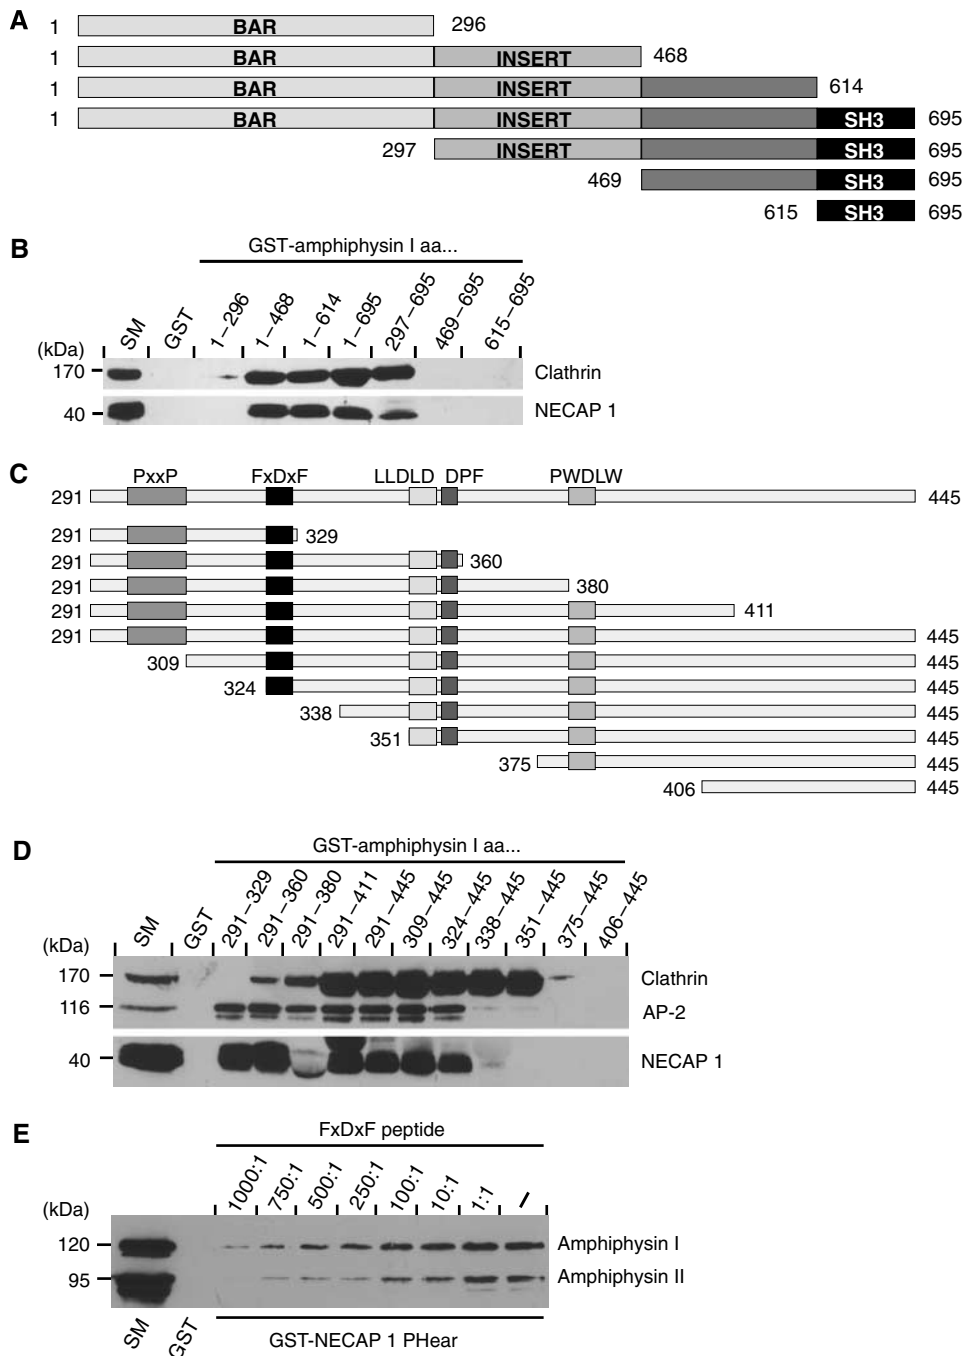 A
1 BAR 296
1 BAR INSERT 468
1 BAR INSERT 614
1 BAR INSERT SH3 695
297 INSERT SH3 695
469 SH3 695
615 SH3 695
B
GST-amphiphysin I aa...
(kDa) SM GST 1–296 1–468 1–614 1–695 297–695 469–695 615–695
170 Clathrin
40 NECAP 1
C
PxxP FxDxF LLDLD DPF PWDLW
291 445
291 329
291 360
291 380
291 411
291 445
309 445
324 445
338 445
351 445
375 445
406 445
D
GST-amphiphysin I aa...
(kDa) SM GST 291–329 291–360 291–380 291–411 291–445 309–445 324–445 338–445 351–445 375–445 406–445
170 Clathrin
116 AP-2
40 NECAP 1
E
FxDxF peptide
(kDa) 1000:1 750:1 500:1 250:1 100:1 10:1 1:1 –
120 Amphiphysin I
95 Amphiphysin II
SM GST GST-NECAP 1 PHear